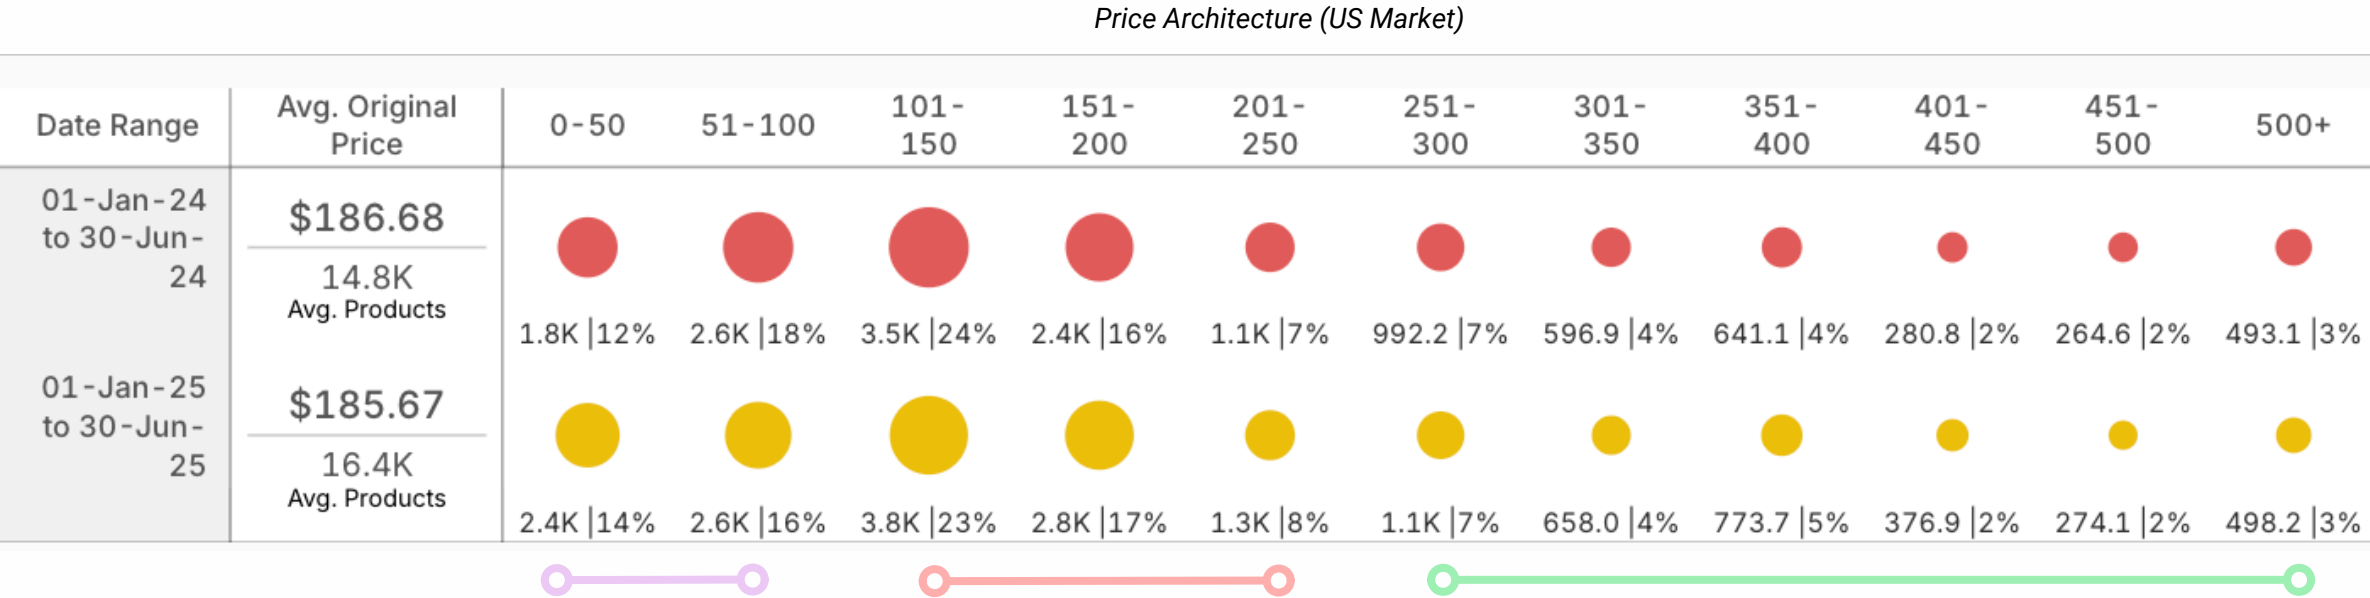 Price Architecture (US Market)
Date Range
Avg. Original
Price
0-50
51-100
101-
150
151-
200
201-
250
251-
300
301-
350
351-
400
401-
450
451-
500
500+
01-Jan-24
to 30-Jun-
24
$186.68
14.8K
Avg. Products
1.8K |12%
2.6K |18%
3.5K |24%
2.4K |16%
1.1K |7%
992.2 |7%
596.9 |4%
641.1 |4%
280.8 |2%
264.6 |2%
493.1 |3%
01-Jan-25
to 30-Jun-
25
$185.67
16.4K
Avg. Products
2.4K |14%
2.6K |16%
3.8K |23%
2.8K |17%
1.3K |8%
1.1K |7%
658.0 |4%
773.7 |5%
376.9 |2%
274.1 |2%
498.2 |3%